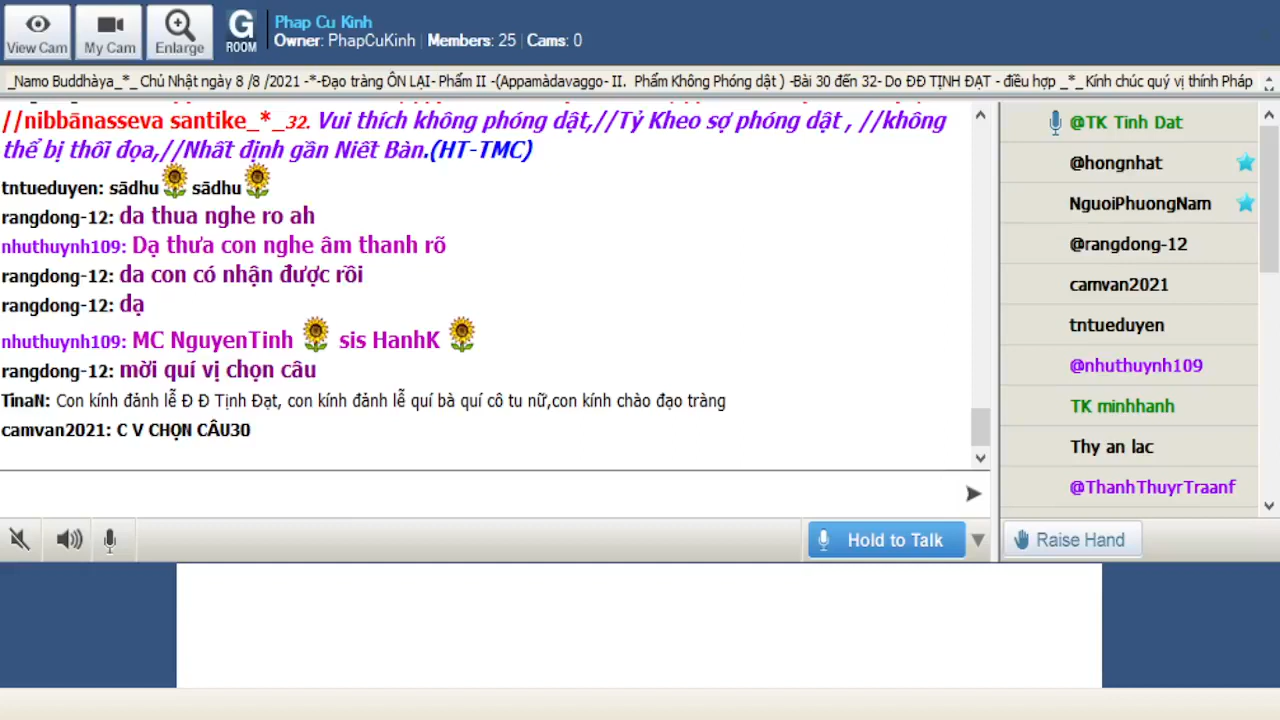 View Cam
My Cam
Enlarge
G
ROOM
Phap Cu Kinh
Owner: PhapCuKinh | Members: 25 | Cams: 0
_Namo Buddhàya_*_ Chủ Nhật ngày 8 /8 /2021 -*-Đạo tràng ÔN LẠI- Phẩm II -(Appamàdavaggo- II. Phẩm Không Phóng dật ) -Bài 30 đến 32- Do ĐĐ TỊNH ĐẠT - điều hợp _*_Kính chúc quý vị thính Pháp
//nibbānasseva santike_*_32. Vui thích không phóng dật,//Tỷ Kheo sợ phóng dật , //không
thể bị thối đọa,//Nhất định gần Niết Bàn.(HT-TMC)
tntueduyen: sādhu sādhu
rangdong-12: da thua nghe ro ah
nhuthuynh109: Dạ thưa con nghe âm thanh rõ
rangdong-12: da con có nhận được rồi
rangdong-12: dạ
nhuthuynh109: MC NguyenTinh sis HanhK
rangdong-12: mời quí vị chọn câu
TinaN: Con kính đảnh lễ Đ Đ Tịnh Đạt, con kính đảnh lễ quí bà quí cô tu nữ,con kính chào đạo tràng
camvan2021: C V CHỌN CÂU30
@TK Tinh Dat
@hongnhat
NguoiPhuongNam
@rangdong-12
camvan2021
tntueduyen
@nhuthuynh109
TK minhhanh
Thy an lac
@ThanhThuyrTraanf
Hold to Talk
Raise Hand